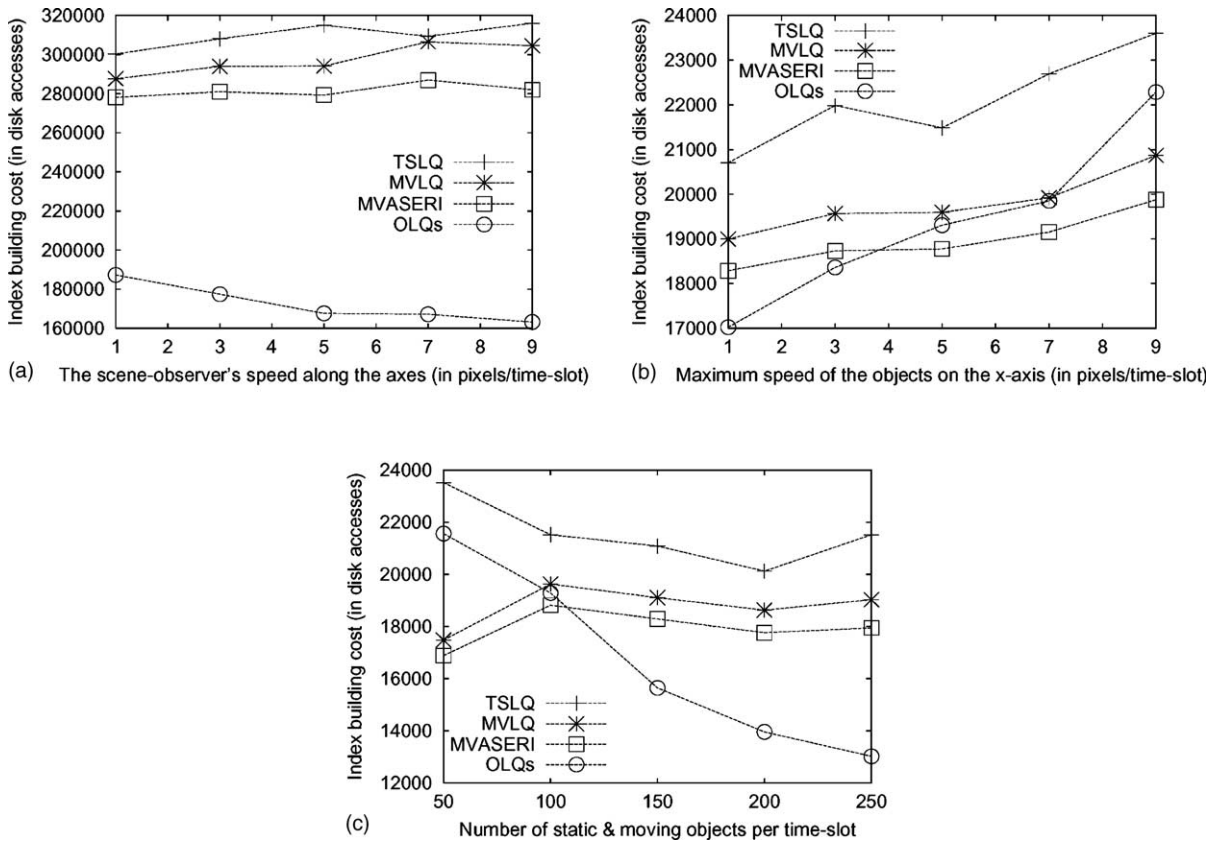 Index building cost (in disk accesses)
320000
300000
280000
260000
240000
220000
200000
180000
160000
TSLQ
MVLQ
MVASERI
OLQs
1 2 3 4 5 6 7 8 9
(a) The scene-observer's speed along the axes (in pixels/time-slot)
Index building cost (in disk accesses)
24000
23000
22000
21000
20000
19000
18000
17000
TSLQ
MVLQ
MVASERI
OLQs
1 2 3 4 5 6 7 8 9
(b) Maximum speed of the objects on the x-axis (in pixels/time-slot)
Index building cost (in disk accesses)
24000
22000
20000
18000
16000
14000
12000
TSLQ
MVLQ
MVASERI
OLQs
50 100 150 200 250
(c) Number of static & moving objects per time-slot